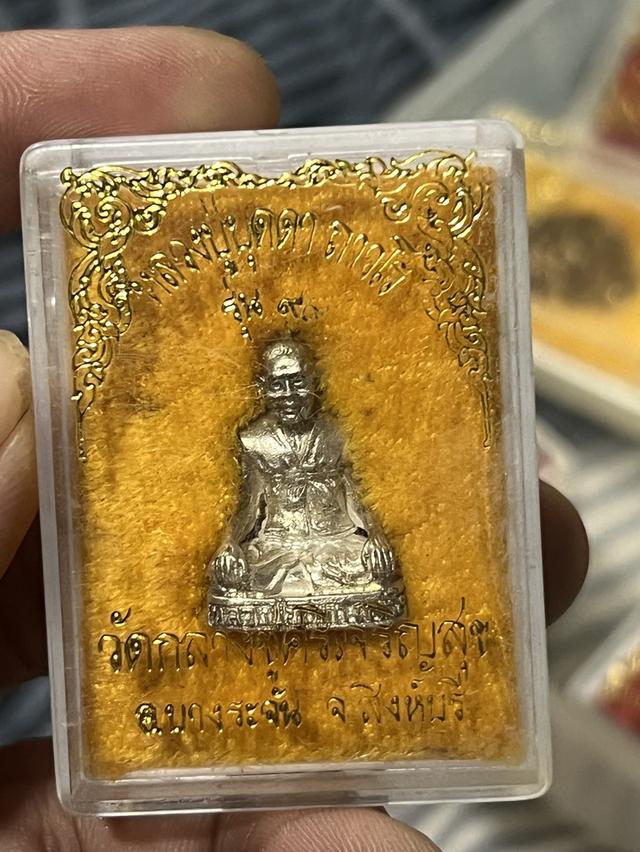 หลวงปู่บุดดา ถาวโร
รุ่น
วัดกลางชูศรีเจริญสุข
อ.บางระจัน จ.สิงห์บุรี